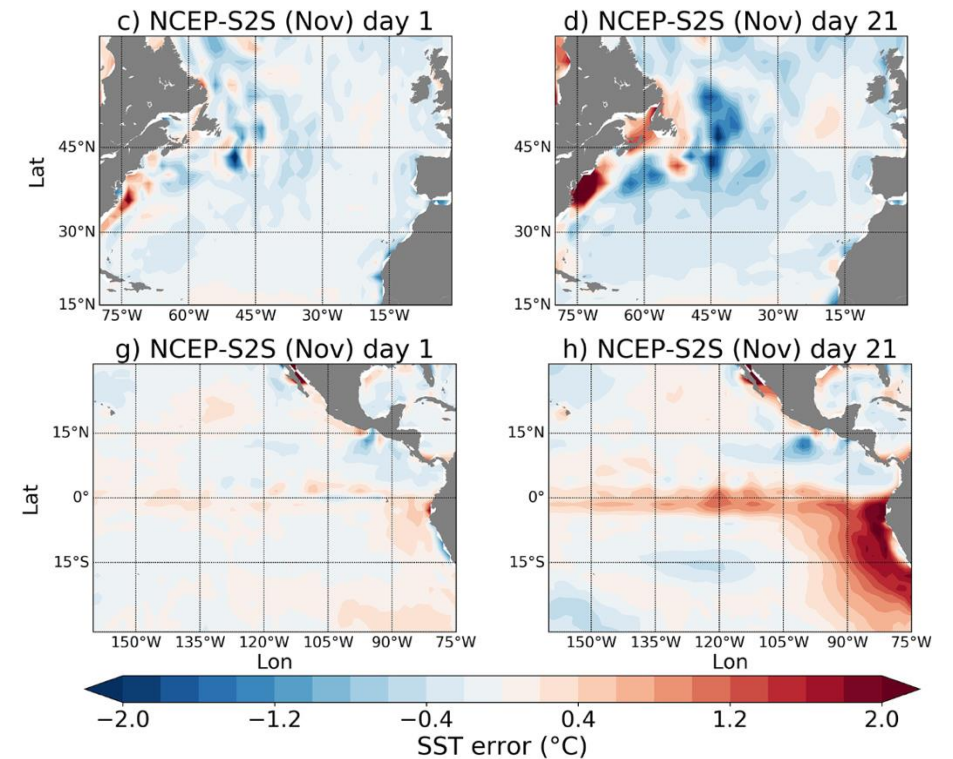 c) NCEP-S2S (Nov) day 1
d) NCEP-S2S (Nov) day 21
Lat
45°N
30°N
15°N
75°W 60°W 45°W 30°W 15°W
45°N
30°N
15°N
75°W 60°W 45°W 30°W 15°W
g) NCEP-S2S (Nov) day 1
h) NCEP-S2S (Nov) day 21
Lat
15°N
0°
15°S
150°W 135°W 120°W 105°W 90°W 75°W
Lon
15°N
0°
15°S
150°W 135°W 120°W 105°W 90°W 75°W
Lon
−2.0 −1.2 −0.4 0.4 1.2 2.0
SST error (°C)